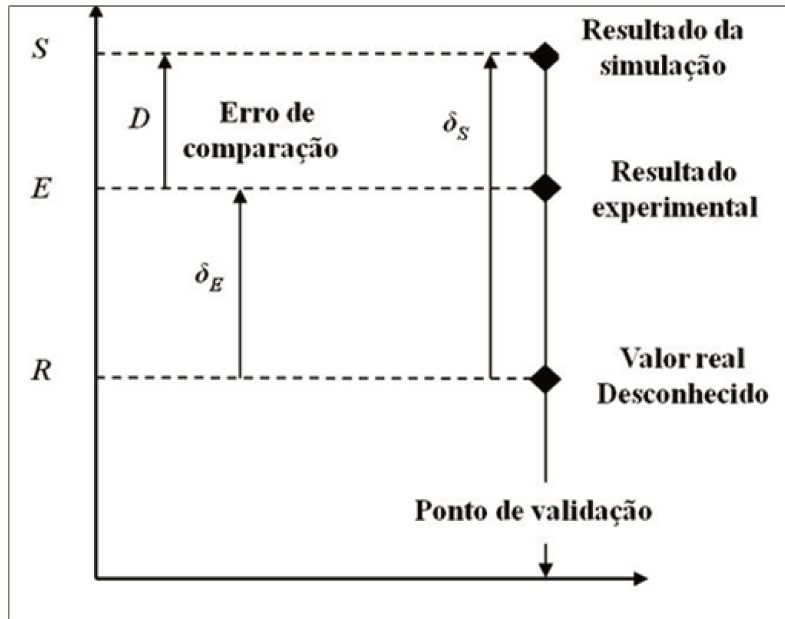 S
Resultado da
simulação
D
Erro de
comparação
δS
E
Resultado
experimental
δE
R
Valor real
Desconhecido
Ponto de validação